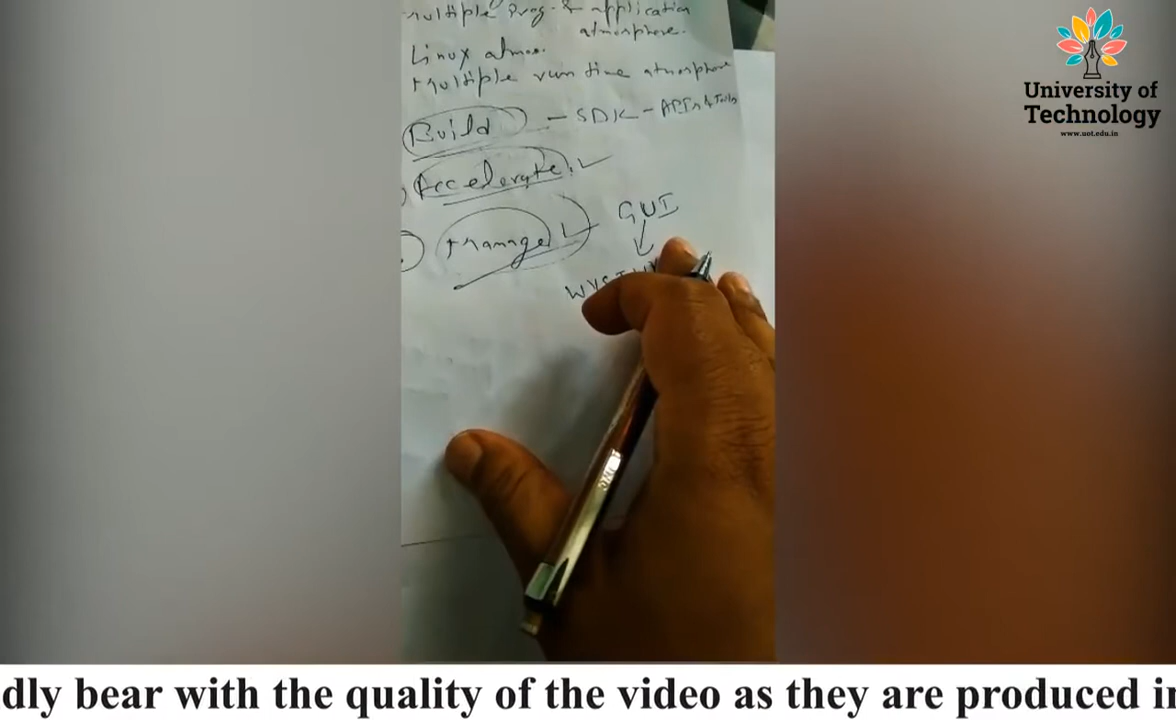 Multiple Prog. & application
atmosphere.
Linux atmos.
Multiple run time atmosphere
Build - SDK - APIs & Tools
Accelerate.
Manage
GUI
University of
Technology
www.uot.edu.in
dly bear with the quality of the video as they are produced in